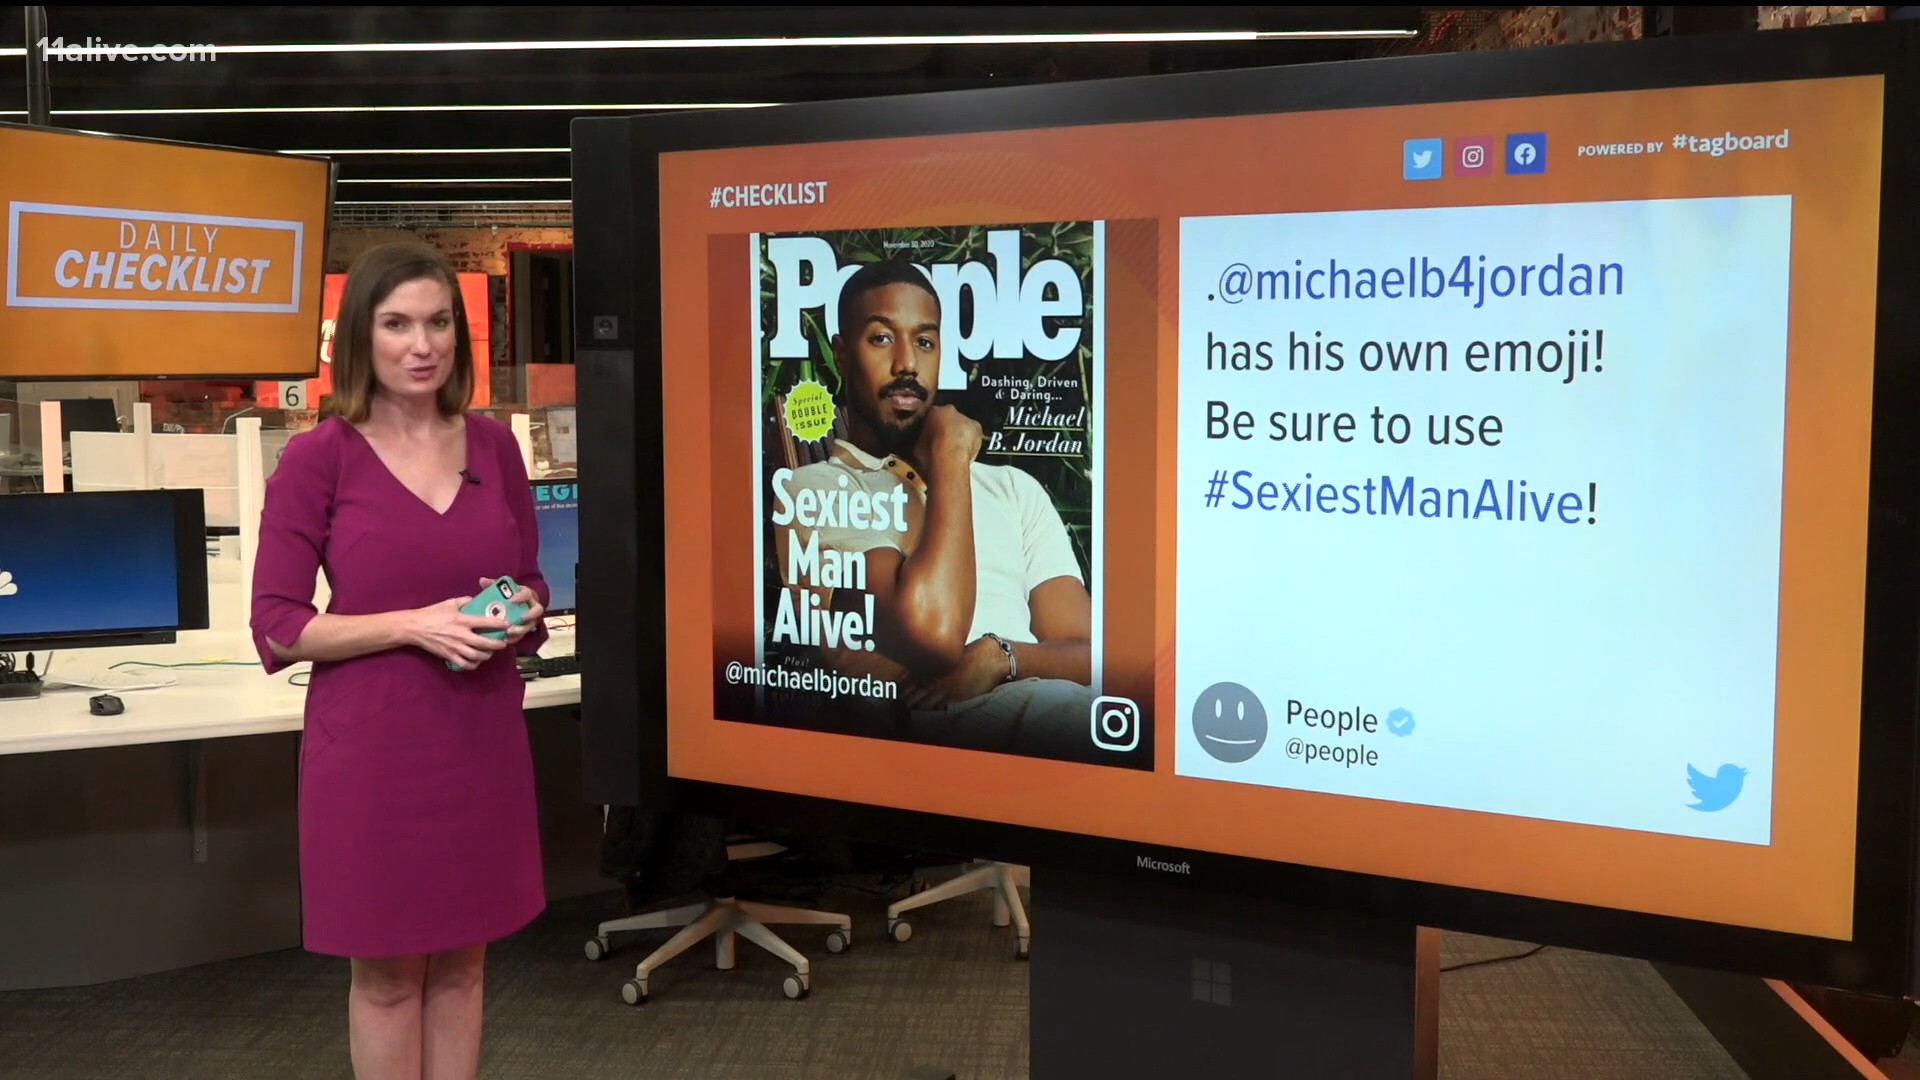 11alive.com
DAILY
CHECKLIST
6
#CHECKLIST
POWERED BY #tagboard
People
November 30, 2020
Special
DOUBLE
ISSUE
Dashing, Driven
& Daring...
Michael
B. Jordan
Sexiest
Man
Alive!
Plus!
@michaelbjordan
.@michaelb4jordan
has his own emoji!
Be sure to use
#SexiestManAlive!
People
@people
Microsoft